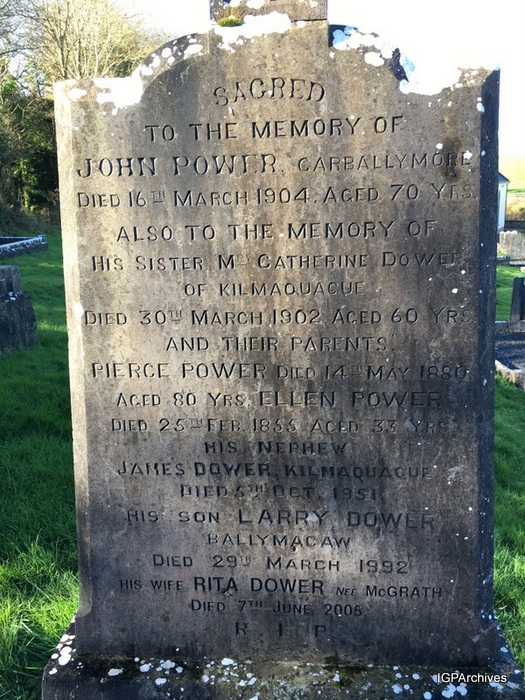 SACRED
TO THE MEMORY OF
JOHN POWER, CARBALLYMORE
DIED 16TH MARCH 1904, AGED 70 YRS.
ALSO TO THE MEMORY OF
HIS SISTER, MRS CATHERINE DOWER
OF KILMAQUAGUE
DIED 30TH MARCH 1902, AGED 60 YRS
AND THEIR PARENTS
PIERCE POWER DIED 14TH MAY 1880
AGED 80 YRS. ELLEN POWER
DIED 25TH FEB. 1855 AGED 33 YRS
HIS NEPHEW
JAMES DOWER, KILMAQUAGUE
DIED 5TH OCT. 1951
HIS SON LARRY DOWER
BALLYMACAW
DIED 29TH MARCH 1992
HIS WIFE RITA DOWER NEE McGRATH
DIED 7TH JUNE 2005
R I P
IGPArchives